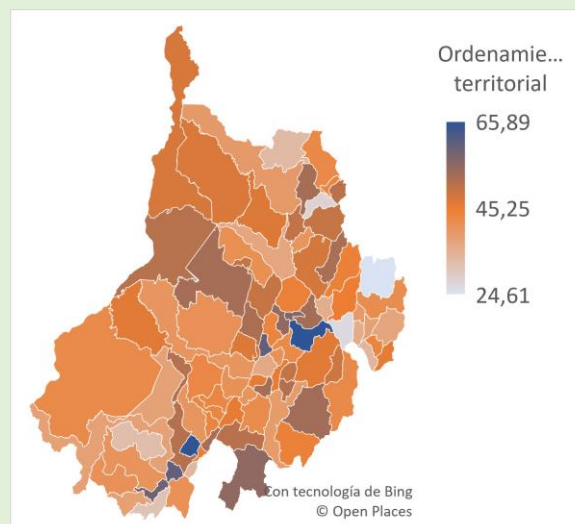 Ordenamie...
territorial
65,89
45,25
24,61
Con tecnología de Bing
© Open Places